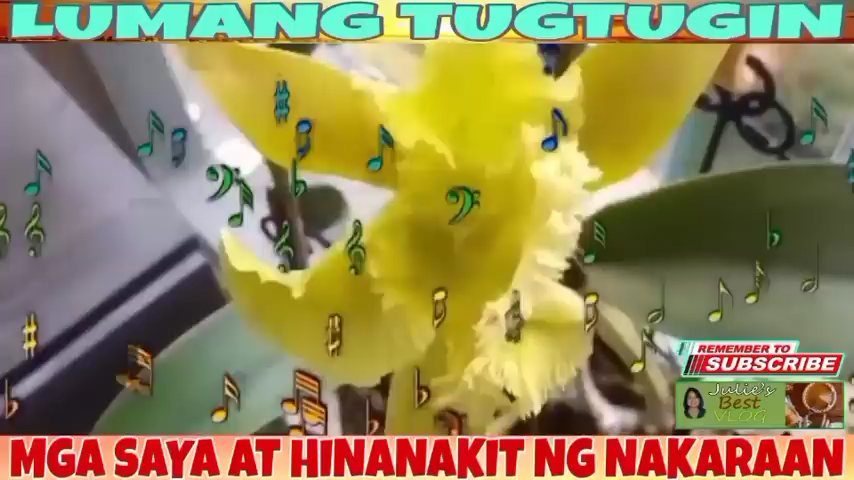 LUMANG TUGTUGIN
REMEMBER TO
SUBSCRIBE
Julie's
Best
VLOG
MGA SAYA AT HINANAKIT NG NAKARAAN